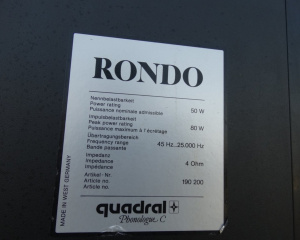 RONDO
Nennbelastbarkeit
Power rating
Puissance nominale admissible
50 W
Impulsbelastbarkeit
Peak power rating
Puissance maximum à l'écrêtage
80 W
Übertragungsbereich
Frequency range
Bande passante
45 Hz...25.000 Hz
Impedanz
Impedance
Impédance
4 Ohm
Artikel-Nr.
Article no.
Article no.
190 200
quadral
Phonologue C
MADE IN WEST GERMANY